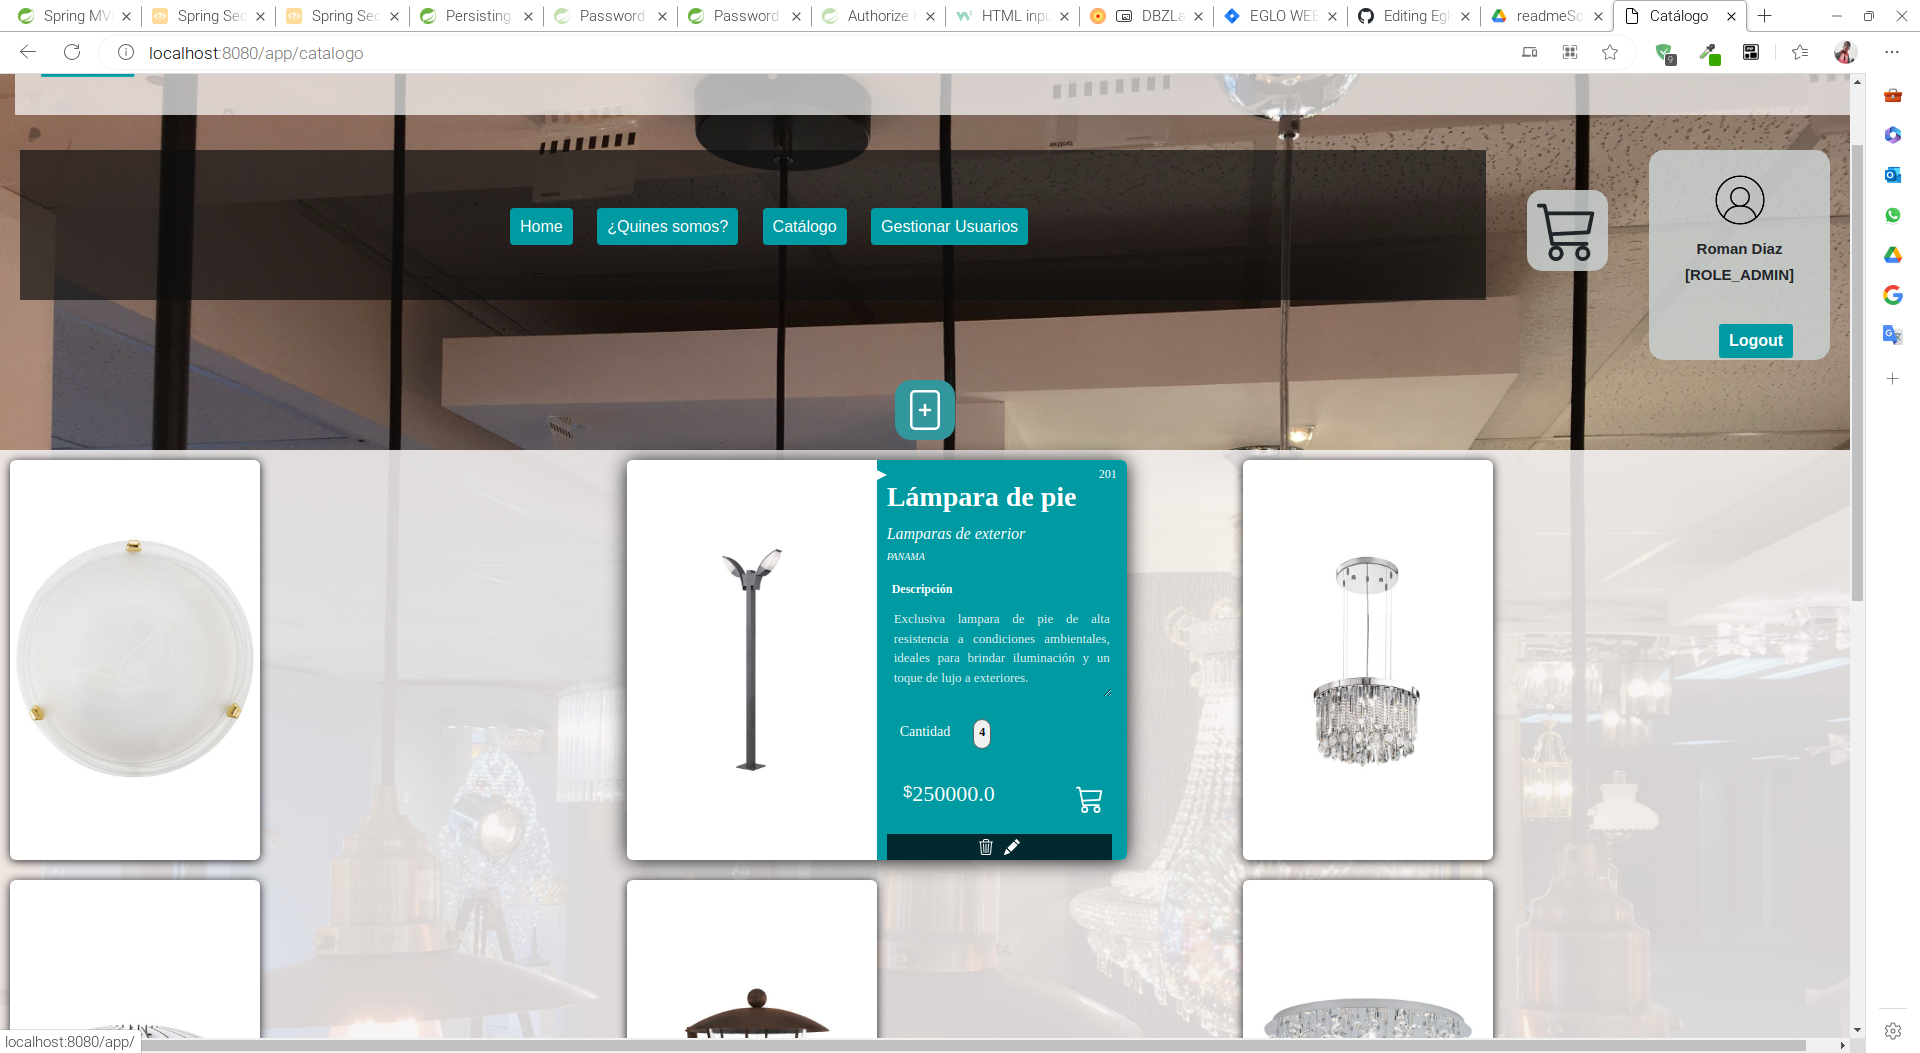 Spring MV
Spring Sec
Spring Sec
Persisting
Password
Password
Authorize H
HTML inpu
DBZLa
EGLO WEB
Editing Egl
readmeSc
Catálogo
localhost:8080/app/catalogo
9
Home
¿Quines somos?
Catálogo
Gestionar Usuarios
Roman Diaz
[ROLE_ADMIN]
Logout
201
Lámpara de pie
Lamparas de exterior
PANAMA
Descripción
Exclusiva lampara de pie de alta
resistencia a condiciones ambientales,
ideales para brindar iluminación y un
toque de lujo a exteriores.
Cantidad
4
$250000.0
localhost:8080/app/